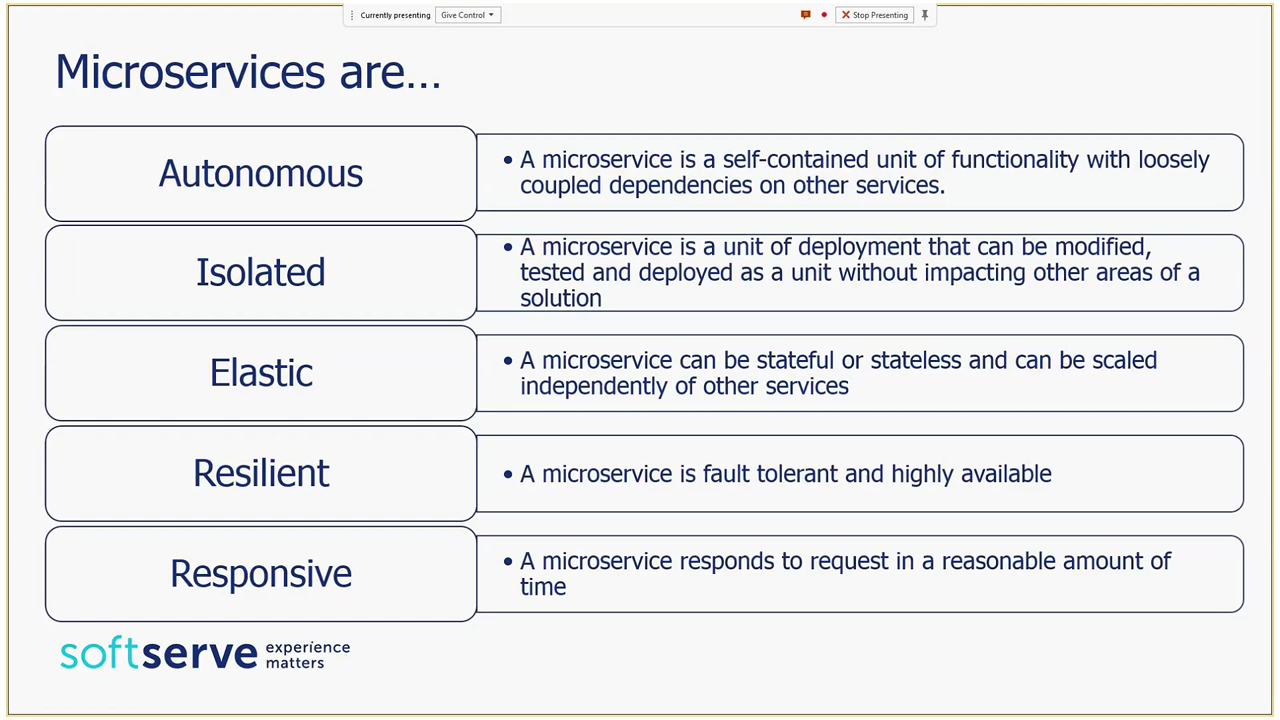 Currently presenting Give Control Stop Presenting
Microservices are...
Autonomous
• A microservice is a self-contained unit of functionality with loosely
coupled dependencies on other services.
Isolated
• A microservice is a unit of deployment that can be modified,
tested and deployed as a unit without impacting other areas of a
solution
Elastic
• A microservice can be stateful or stateless and can be scaled
independently of other services
Resilient
• A microservice is fault tolerant and highly available
Responsive
• A microservice responds to request in a reasonable amount of
time
softserve experience
matters